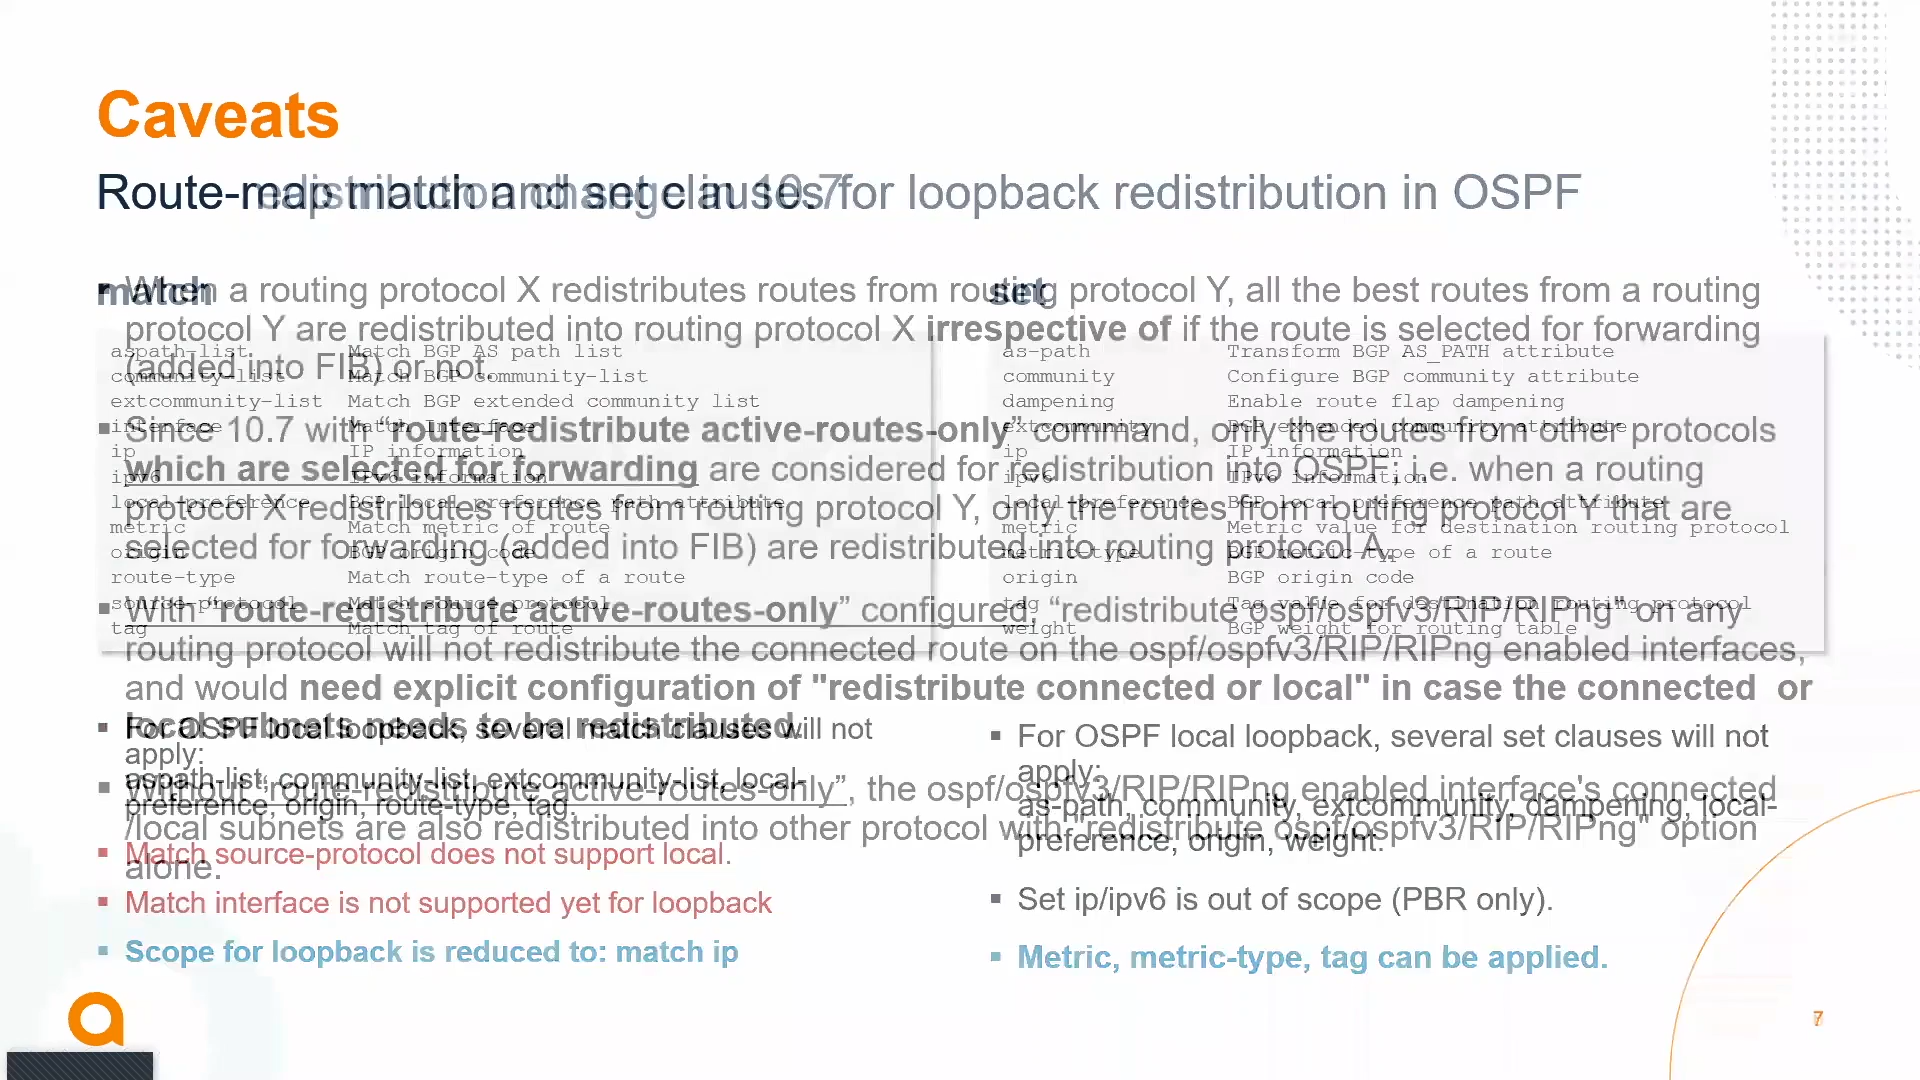 Caveats
Route-map match and set clauses for loopback redistribution in OSPF
redistribution change in 10.7
When a routing protocol X redistributes routes from routing protocol Y, all the best routes from a routing
protocol Y are redistributed into routing protocol X irrespective of if the route is selected for forwarding
(added into FIB) or not.
Since 10.7 with “route-redistribute active-routes-only” command, only the routes from other protocols
which are selected for forwarding are considered for redistribution into OSPF; i.e. when a routing
protocol X redistributes routes from routing protocol Y, only the routes from routing protocol Y that are
selected for forwarding (added into FIB) are redistributed into routing protocol A.
With “route-redistribute active-routes-only” configured, “redistribute ospf/ospfv3/RIP/RIPng" on any
routing protocol will not redistribute the connected route on the ospf/ospfv3/RIP/RIPng enabled interfaces,
and would need explicit configuration of "redistribute connected or local" in case the connected or
local subnets needs to be redistributed.
Without “route-redistribute active-routes-only”, the ospf/ospfv3/RIP/RIPng enabled interface's connected
/local subnets are also redistributed into other protocol with "redistribute ospf/ospfv3/RIP/RIPng" option
alone.
match
aspath-list Match BGP AS path list
community-list Match BGP community-list
extcommunity-list Match BGP extended community list
interface Match Interface
ip IP information
ipv6 IPv6 information
local-preference BGP local preference path attribute
metric Match metric of route
origin BGP origin code
route-type Match route-type of a route
source-protocol Match source protocol
tag Match tag of route
For OSPF local loopback, several match clauses will not
apply:
aspath-list, community-list, extcommunity-list, local-
preference, origin, route-type, tag.
Match source-protocol does not support local.
Match interface is not supported yet for loopback
Scope for loopback is reduced to: match ip
set
as-path Transform BGP AS_PATH attribute
community Configure BGP community attribute
dampening Enable route flap dampening
extcommunity BGP extended community attribute
ip IP information
ipv6 IPv6 information
local-preference BGP local preference path attribute
metric Metric value for destination routing protocol
metric-type BGP metric-type of a route
origin BGP origin code
tag Tag value for destination routing protocol
weight BGP weight for routing table
For OSPF local loopback, several set clauses will not
apply:
as-path, community, extcommunity, dampening, local-
preference, origin, weight.
Set ip/ipv6 is out of scope (PBR only).
Metric, metric-type, tag can be applied.
7